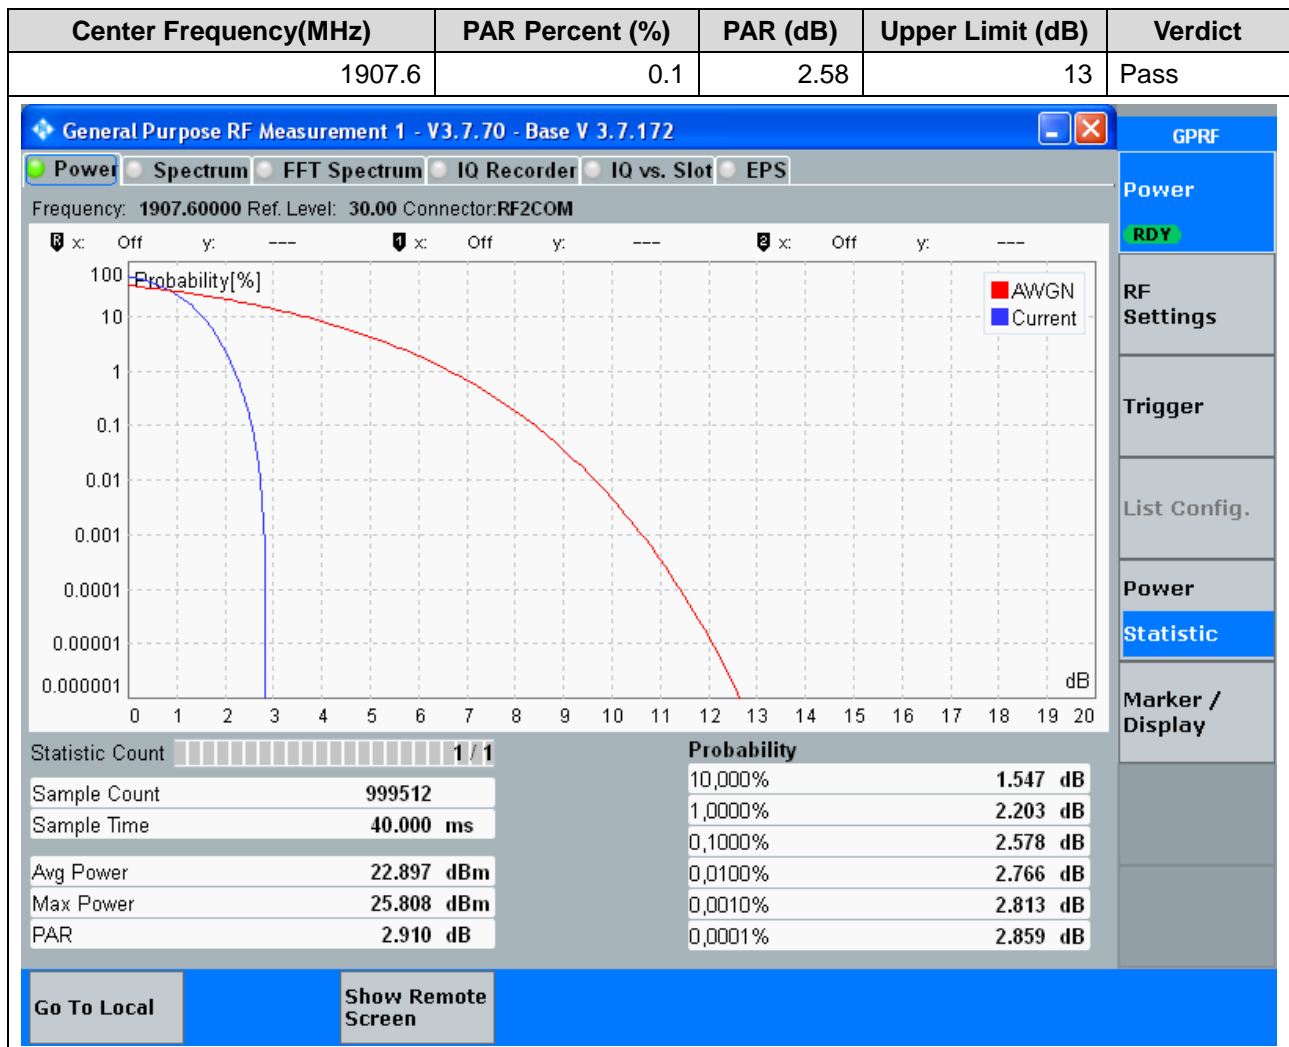 Center Frequency(MHz) PAR Percent (%) PAR (dB) Upper Limit (dB) Verdict
1907.6 0.1 2.58 13 Pass
General Purpose RF Measurement 1 - V3.7.70 - Base V 3.7.172
GPRF
Power Spectrum FFT Spectrum IQ Recorder IQ vs. Slot EPS
Power
RDY
Frequency: 1907.60000 Ref. Level: 30.00 Connector:RF2COM
R x: Off y: --- 1 x: Off y: --- 2 x: Off y: ---
Probability[%]
AWGN
Current
100
10
1
0.1
0.01
0.001
0.0001
0.00001
0.000001
dB
0 1 2 3 4 5 6 7 8 9 10 11 12 13 14 15 16 17 18 19 20
RF
Settings
Trigger
List Config.
Power
Statistic
Marker /
Display
Statistic Count 1 / 1
Sample Count 999512
Sample Time 40.000 ms
Avg Power 22.897 dBm
Max Power 25.808 dBm
PAR 2.910 dB
Probability
10,000% 1.547 dB
1,0000% 2.203 dB
0,1000% 2.578 dB
0,0100% 2.766 dB
0,0010% 2.813 dB
0,0001% 2.859 dB
Go To Local
Show Remote
Screen